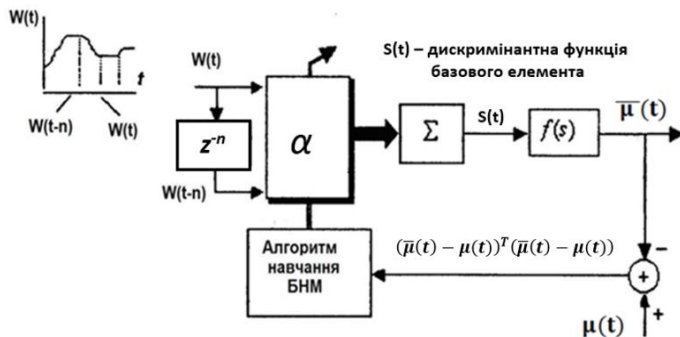 W(t)
t
W(t-n)
W(t)
W(t)
z⁻ⁿ
W(t-n)
α
S(t) – дискримінантна функція
базового елемента
Σ
S(t)
f(s)
μ̅(t)
Алгоритм
навчання
БНМ
(μ̅(t) − μ(t))ᵀ(μ̅(t) − μ(t))
−
+
+
μ(t)